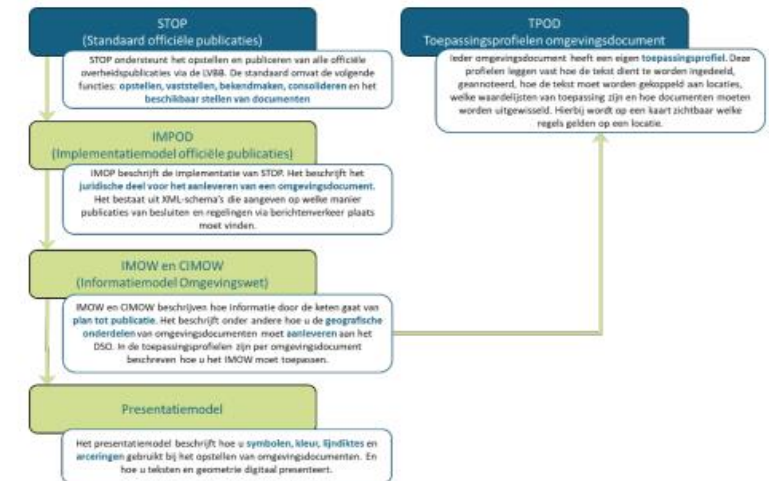 STOP
(Standaard officiële publicaties)
STOP ondersteunt het opstellen en publiceren van alle officiële
overheidspublicaties via de LVBB. De standaard omvat de volgende
functies: opstellen, vaststellen, bekendmaken, consolideren en het
beschikbaar stellen van documenten
IMPOD
(Implementatiemodel officiële publicaties)
IMOP beschrijft de implementatie van STOP. Het beschrijft het
juridische deel voor het aanleveren van een omgevingsdocument.
Het bestaat uit XML-schema's die aangeven op welke manier
publicaties van besluiten en regelingen via berichtenverkeer plaats
moet vinden.
IMOW en CIMOW
(Informatiemodel Omgevingswet)
IMOW en CIMOW beschrijven hoe informatie door de keten gaat van
plan tot publicatie. Het beschrijft onder andere hoe u de geografische
onderdelen van omgevingsdocumenten moet aanleveren aan het
DSO. In de toepassingsprofielen zijn per omgevingsdocument
beschreven hoe u het IMOW moet toepassen.
Presentatiemodel
Het presentatiemodel beschrijft hoe u symbolen, kleur, lijndiktes en
arceringen gebruikt bij het opstellen van omgevingsdocumenten. En
hoe u teksten en geometrie digitaal presenteert.
TPOD
Toepassingsprofielen omgevingsdocument
Ieder omgevingsdocument heeft een eigen toepassingsprofiel. Deze
profielen leggen vast hoe de tekst dient te worden ingedeeld,
geannoteerd, hoe de tekst moet worden gekoppeld aan locaties,
welke waardelijsten van toepassing zijn en hoe documenten moeten
worden uitgewisseld. Hierbij wordt op een kaart zichtbaar welke
regels gelden op een locatie.